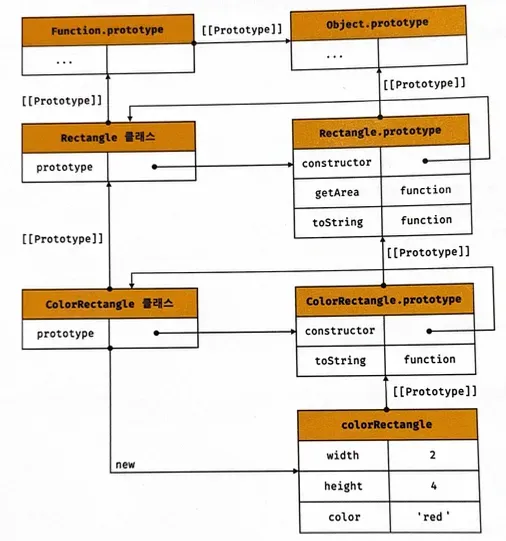 Function.prototype
...
[[Prototype]]
Object.prototype
...
[[Prototype]]
[[Prototype]]
Rectangle 클래스
prototype
Rectangle.prototype
constructor
getArea function
toString function
[[Prototype]]
[[Prototype]]
ColorRectangle 클래스
prototype
ColorRectangle.prototype
constructor
toString function
[[Prototype]]
new
colorRectangle
width 2
height 4
color 'red'